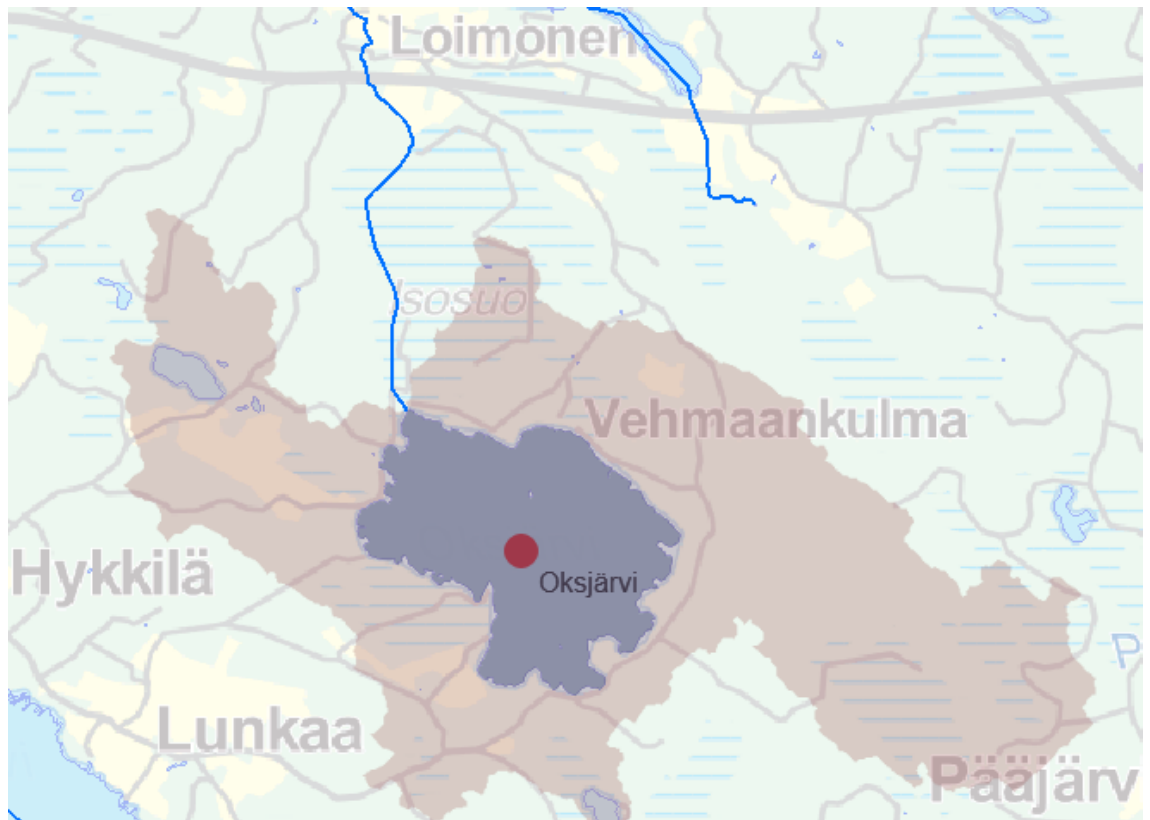 Loimonen
Isosuo
Vehmaankulma
Hykkilä
Oksjärvi
P
Lunkaa
Pääjärv